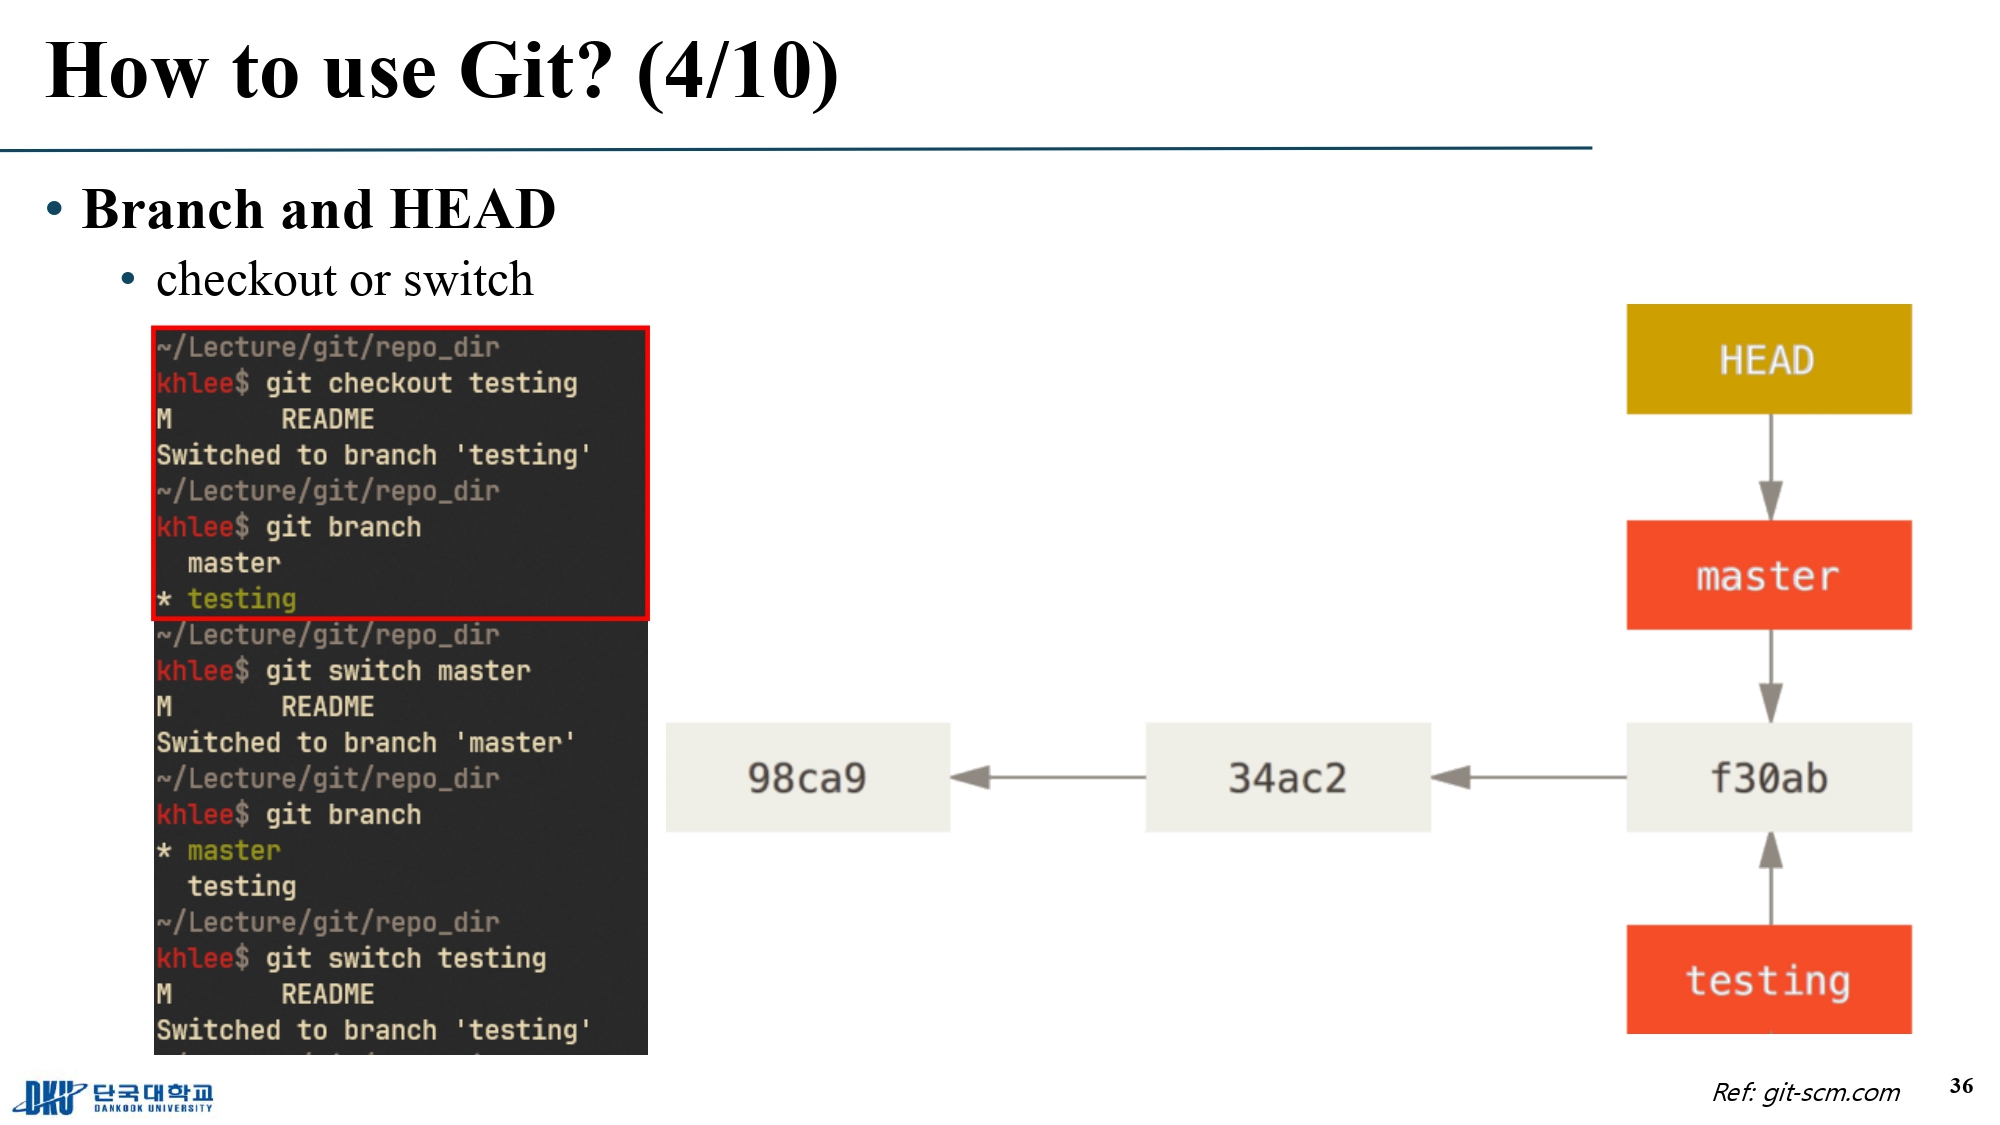 How to use Git? (4/10)
• Branch and HEAD
• checkout or switch
~/Lecture/git/repo_dir
khlee$ git checkout testing
M       README
Switched to branch 'testing'
~/Lecture/git/repo_dir
khlee$ git branch
  master
* testing
~/Lecture/git/repo_dir
khlee$ git switch master
M       README
Switched to branch 'master'
~/Lecture/git/repo_dir
khlee$ git branch
* master
  testing
~/Lecture/git/repo_dir
khlee$ git switch testing
M       README
Switched to branch 'testing'
HEAD
master
98ca9
34ac2
f30ab
testing
DKU 단국대학교
DANKOOK UNIVERSITY
Ref: git-scm.com
36